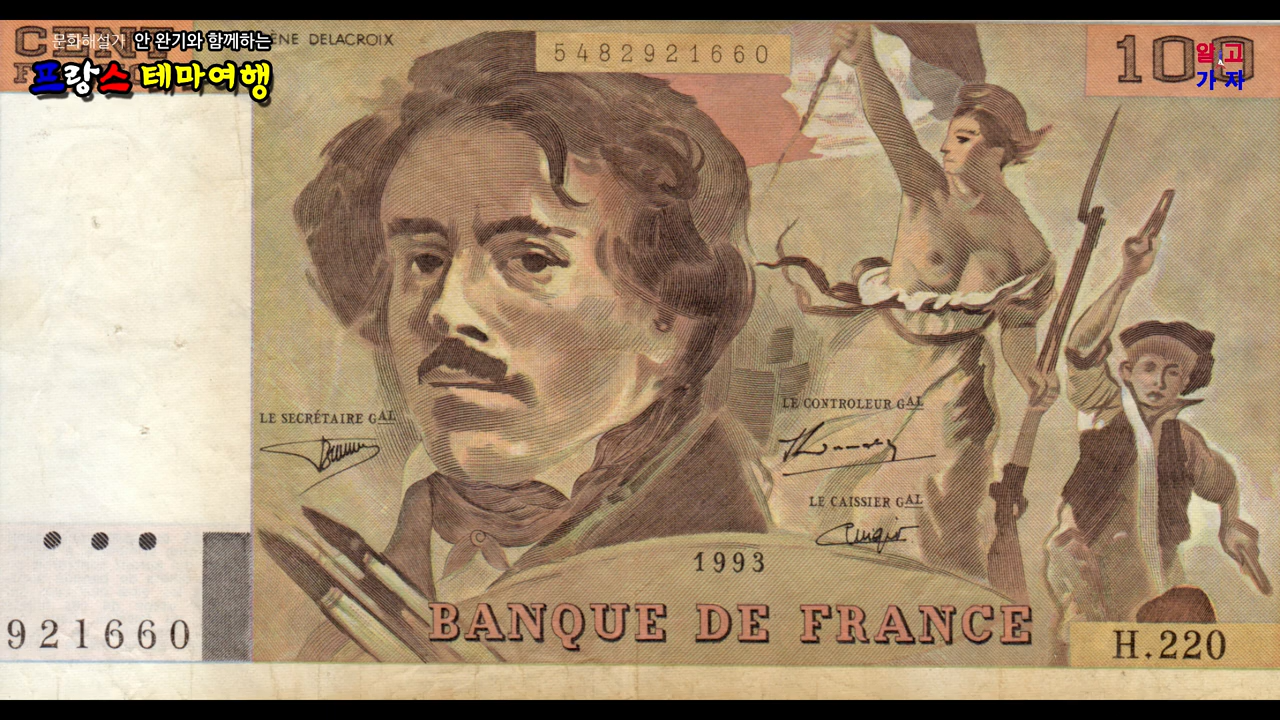 문화해설가 안 완기와 함께하는
프랑스 테마여행
CENT
ÈNE DELACROIX
5482921660
100
알고
가자
LE SECRÉTAIRE GAL
LE CONTROLEUR GAL
LE CAISSIER GAL
1993
BANQUE DE FRANCE
921660
H.220